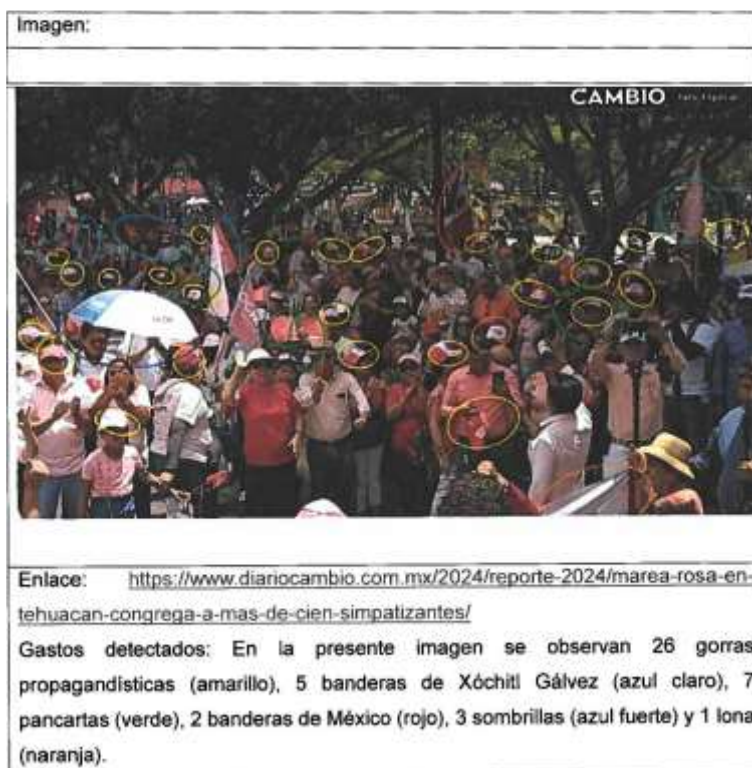 Imagen:
CAMBIO
Enlace: https://www.diariocambio.com.mx/2024/reporte-2024/marea-rosa-en-
tehuacan-congrega-a-mas-de-cien-simpatizantes/
Gastos detectados: En la presente imagen se observan 26 gorras
propagandísticas (amarillo), 5 banderas de Xóchitl Gálvez (azul claro), 7
pancartas (verde), 2 banderas de México (rojo), 3 sombrillas (azul fuerte) y 1 lona
(naranja).